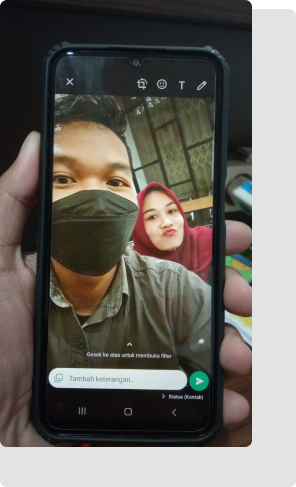 T
Gesek ke atas untuk membuka filter
Tambah keterangan..
Status (Kontak)